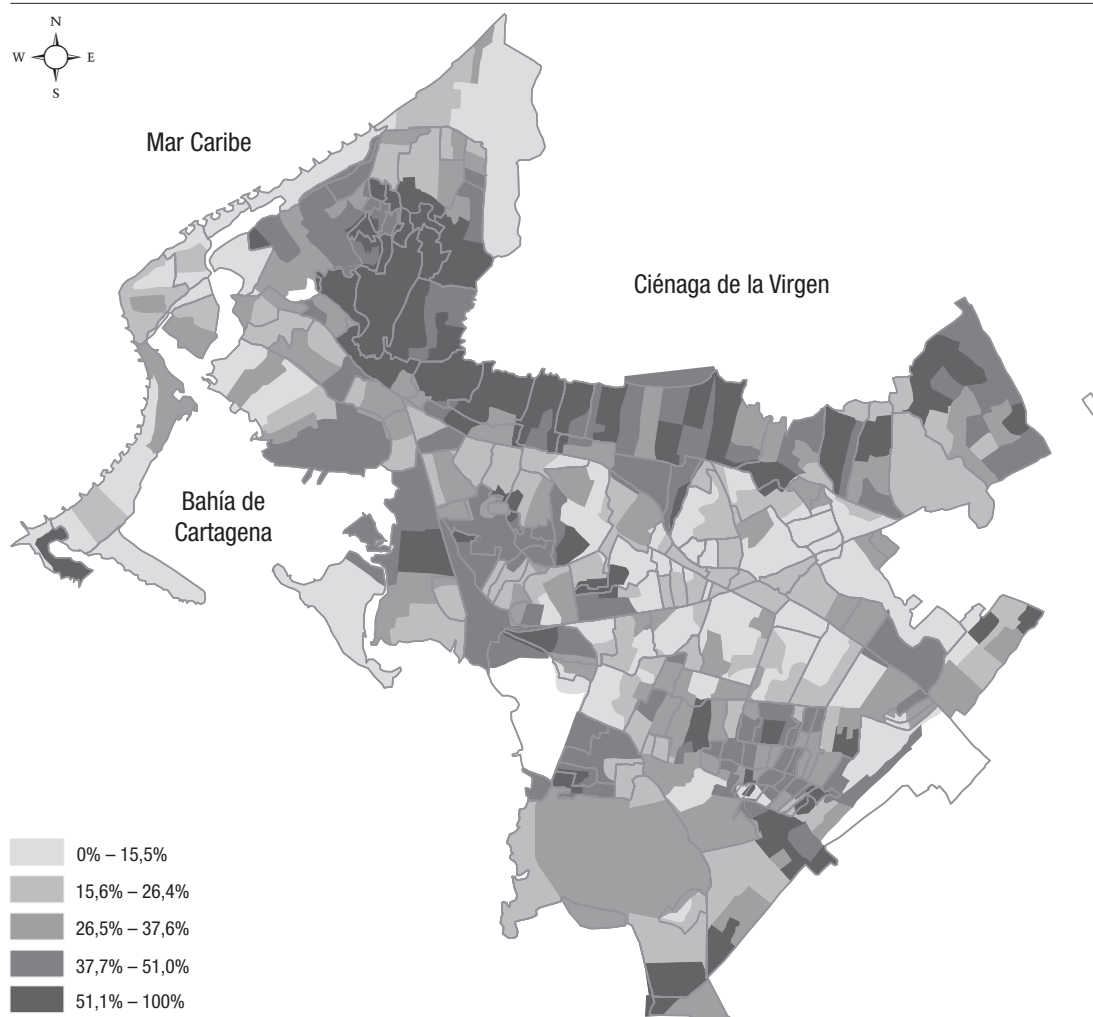 N
W E
S
Mar Caribe
Ciénaga de la Virgen
Bahía de
Cartagena
0% – 15,5%
15,6% – 26,4%
26,5% – 37,6%
37,7% – 51,0%
51,1% – 100%